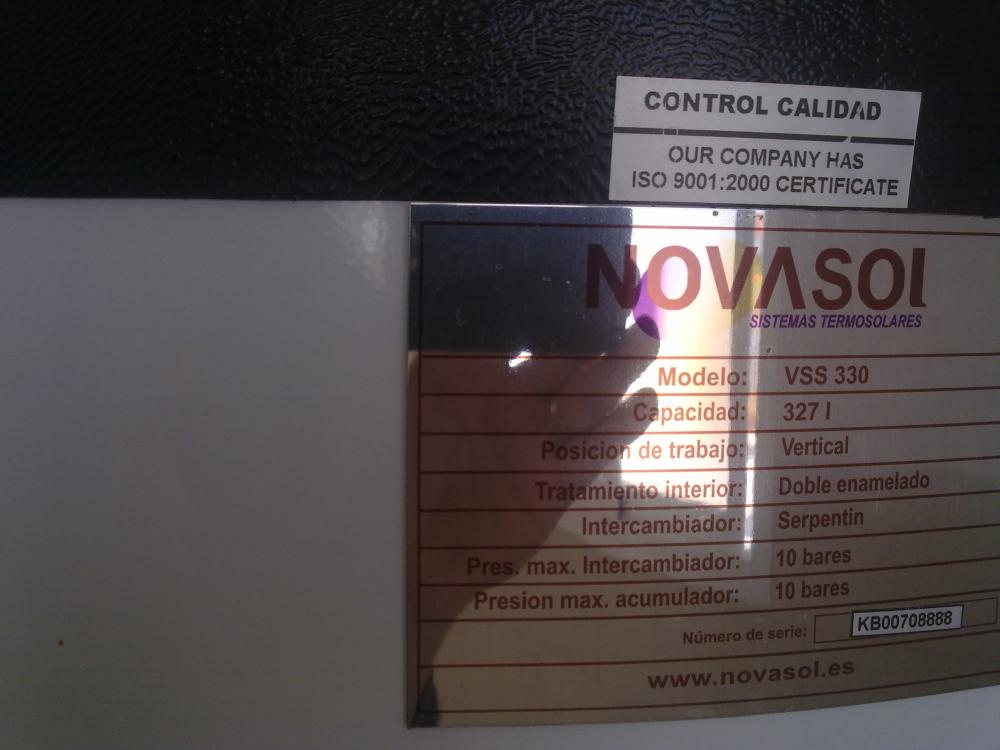 CONTROL CALIDAD
OUR COMPANY HAS
ISO 9001:2000 CERTIFICATE
NOVASOl
SISTEMAS TERMOSOLARES
Modelo: VSS 330
Capacidad: 327 l
Posicion de trabajo: Vertical
Tratamiento interior: Doble enamelado
Intercambiador: Serpentin
Pres. max. Intercambiador: 10 bares
Presion max. acumulador: 10 bares
Número de serie: KB00708888
www.novasol.es